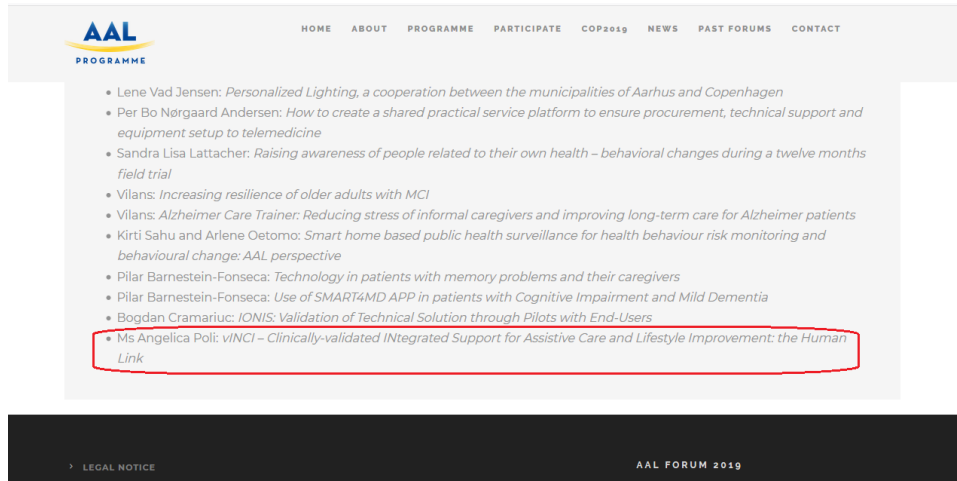 AAL
PROGRAMME
HOME ABOUT PROGRAMME PARTICIPATE COP2019 NEWS PAST FORUMS CONTACT
• Lene Vad Jensen: Personalized Lighting, a cooperation between the municipalities of Aarhus and Copenhagen
• Per Bo Nørgaard Andersen: How to create a shared practical service platform to ensure procurement, technical support and
equipment setup to telemedicine
• Sandra Lisa Lattacher: Raising awareness of people related to their own health – behavioral changes during a twelve months
field trial
• Vilans: Increasing resilience of older adults with MCI
• Vilans: Alzheimer Care Trainer: Reducing stress of informal caregivers and improving long-term care for Alzheimer patients
• Kirti Sahu and Arlene Oetomo: Smart home based public health surveillance for health behaviour risk monitoring and
behavioural change: AAL perspective
• Pilar Barnestein-Fonseca: Technology in patients with memory problems and their caregivers
• Pilar Barnestein-Fonseca: Use of SMART4MD APP in patients with Cognitive Impairment and Mild Dementia
• Bogdan Cramariuc: IONIS: Validation of Technical Solution through Pilots with End-Users
• Ms Angelica Poli: vINCI – Clinically-validated INtegrated Support for Assistive Care and Lifestyle Improvement: the Human
Link
> LEGAL NOTICE
AAL FORUM 2019